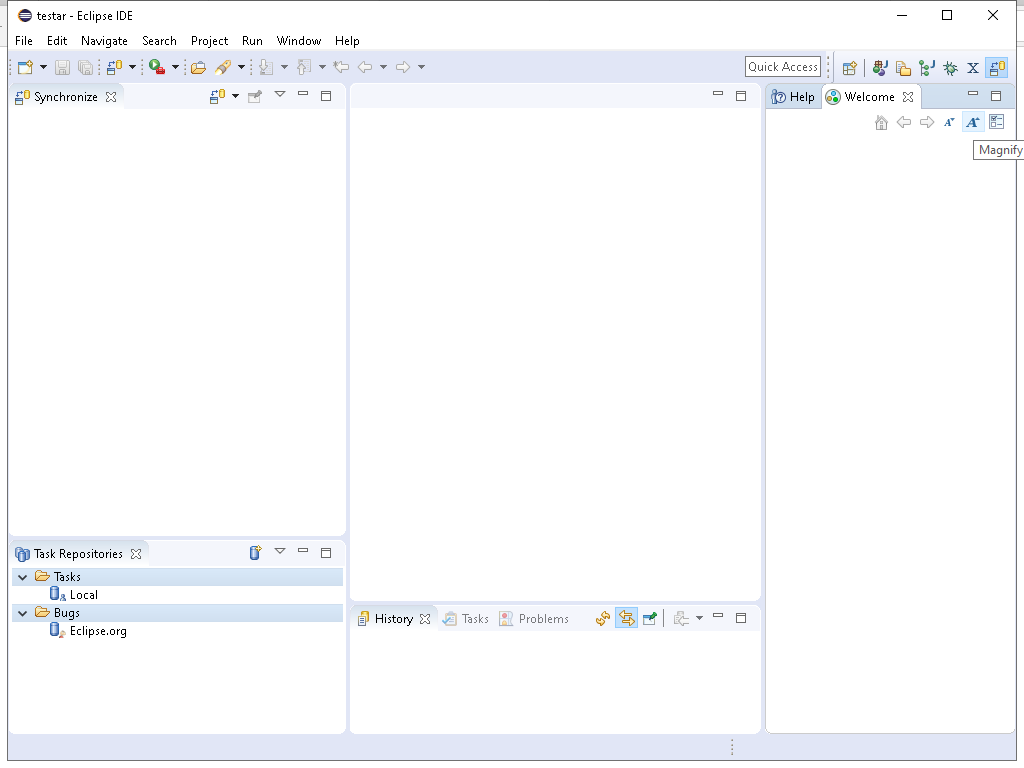 testar - Eclipse IDE
File Edit Navigate Search Project Run Window Help
Quick Access
Synchronize
Help Welcome
Magnify
Task Repositories
Tasks
Local
Bugs
Eclipse.org
History Tasks Problems